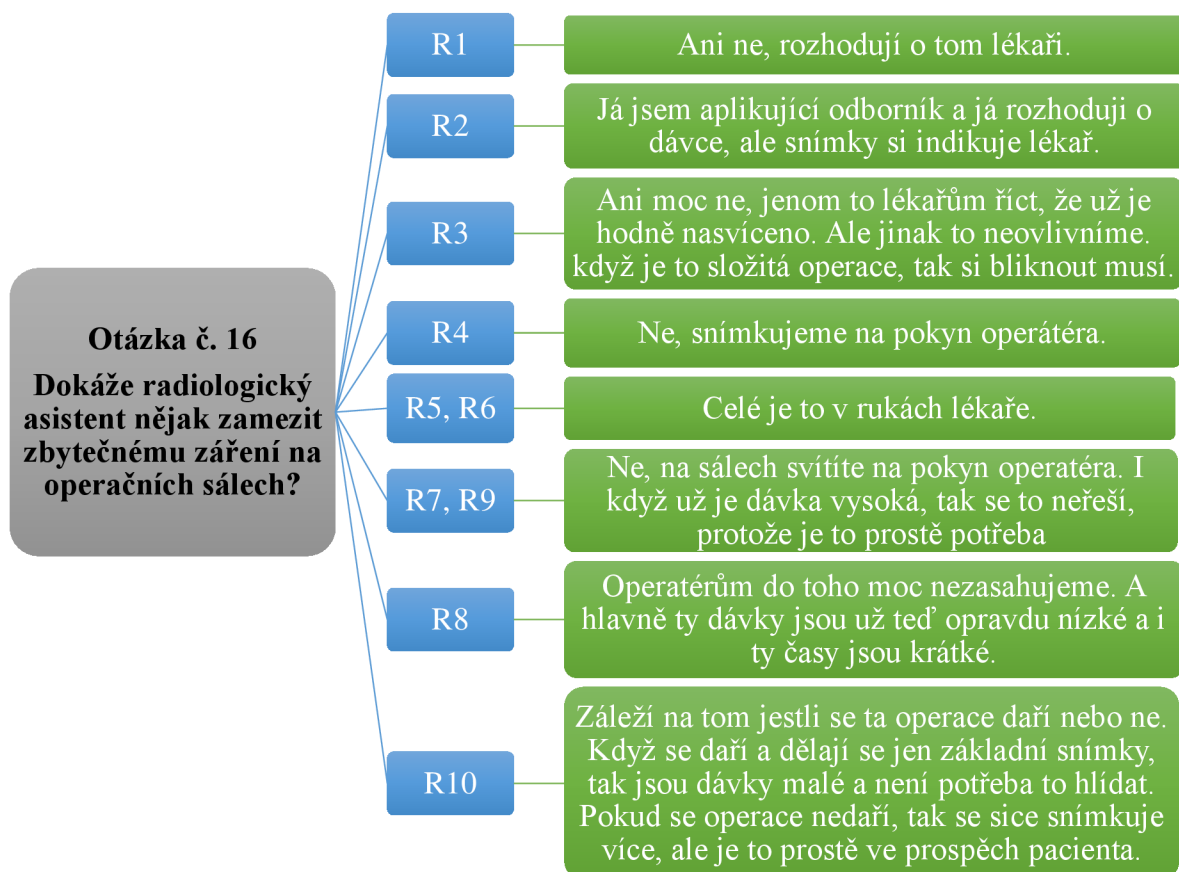 Otázka č. 16
Dokáže radiologický
asistent nějak zamezit
zbytečnému záření na
operačních sálech?
R1
Ani ne, rozhodují o tom lékaři.
R2
Já jsem aplikující odborník a já rozhoduji o
dávce, ale snímky si indikuje lékař.
R3
Ani moc ne, jenom to lékařům říct, že už je
hodně nasvíceno. Ale jinak to neovlivníme.
když je to složitá operace, tak si bliknout musí.
R4
Ne, snímkujeme na pokyn operátéra.
R5, R6
Celé je to v rukách lékaře.
R7, R9
Ne, na sálech svítíte na pokyn operatéra. I
když už je dávka vysoká, tak se to neřeší,
protože je to prostě potřeba
R8
Operatérům do toho moc nezasahujeme. A
hlavně ty dávky jsou už teď opravdu nízké a i
ty časy jsou krátké.
R10
Záleží na tom jestli se ta operace daří nebo ne.
Když se daří a dělají se jen základní snímky,
tak jsou dávky malé a není potřeba to hlídat.
Pokud se operace nedaří, tak se sice snímkuje
více, ale je to prostě ve prospěch pacienta.